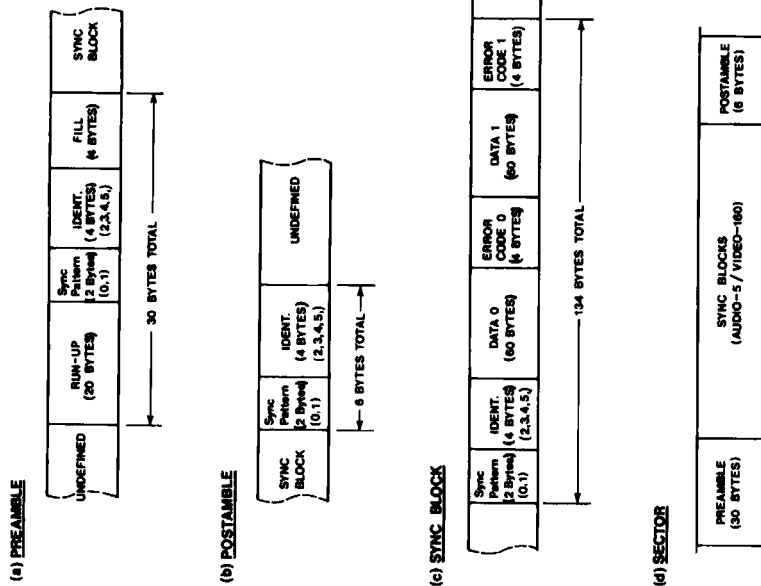 (a) PREAMBLE
UNDEFINED
RUN-UP
(20 BYTES)
Sync
Pattern
(2 Bytes)
(0,1)
IDENT.
(4 BYTES)
(2,3,4,5,)
FILL
(4 BYTES)
SYNC
BLOCK
30 BYTES TOTAL
(b) POSTAMBLE
SYNC
BLOCK
Sync
Pattern
(2 Bytes)
(0,1)
IDENT.
(4 BYTES)
(2,3,4,5,)
UNDEFINED
6 BYTES TOTAL
(c) SYNC BLOCK
Sync
Pattern
(2 Bytes)
(0,1)
IDENT.
(4 BYTES)
(2,3,4,5,)
DATA 0
(60 BYTES)
ERROR
CODE 0
(4 BYTES)
DATA 1
(60 BYTES)
ERROR
CODE 1
(4 BYTES)
134 BYTES TOTAL
(d) SECTOR
PREAMBLE
(30 BYTES)
SYNC BLOCKS
(AUDIO-5 / VIDEO-160)
POSTAMBLE
(6 BYTES)